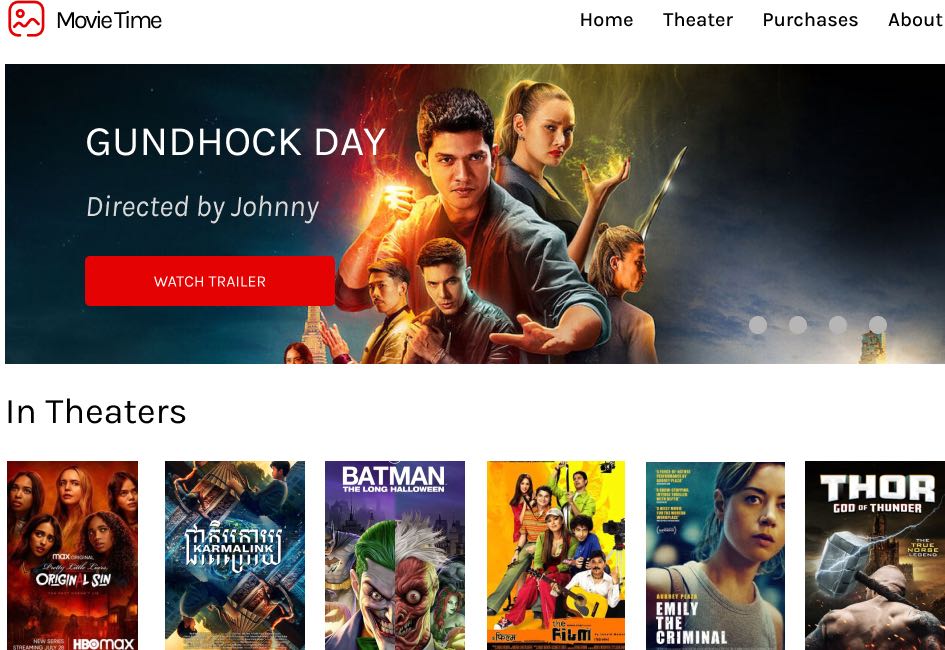 MovieTime
Home Theater Purchases About
GUNDHOCK DAY
Directed by Johnny
WATCH TRAILER
In Theaters
max ORIGINAL
Pretty Little Liars
ORIGINAL SIN
NEW SERIES
STREAMING JULY 28
HBOmax
KARMALINK
BATMAN
THE LONG HALLOWEEN
the
FiLM
फिल्म
AUBREY PLAZA
EMILY
THE
CRIMINAL
THOR
GOD OF THUNDER
THE
TRUE
NORSE
LEGEND